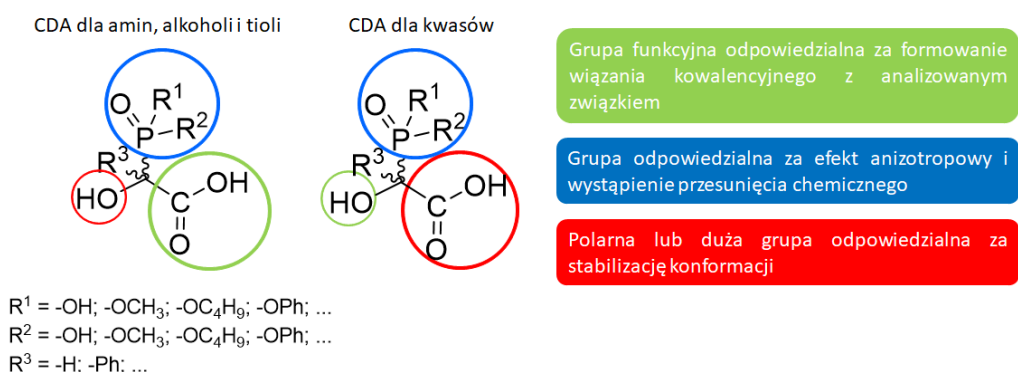 CDA dla amin, alkoholi i tioli
CDA dla kwasów
O
R¹
P
R²
R³
HO
C
OH
O
O
R¹
P
R²
R³
HO
C
OH
O
Grupa funkcyjna odpowiedzialna za formowanie
wiązania kowalencyjnego z analizowanym
związkiem
Grupa odpowiedzialna za efekt anizotropowy i
wystąpienie przesunięcia chemicznego
Polarna lub duża grupa odpowiedzialna za
stabilizację konformacji
R¹ = -OH; -OCH₃; -OC₄H₉; -OPh; ...
R² = -OH; -OCH₃; -OC₄H₉; -OPh; ...
R³ = -H: -Ph: ...